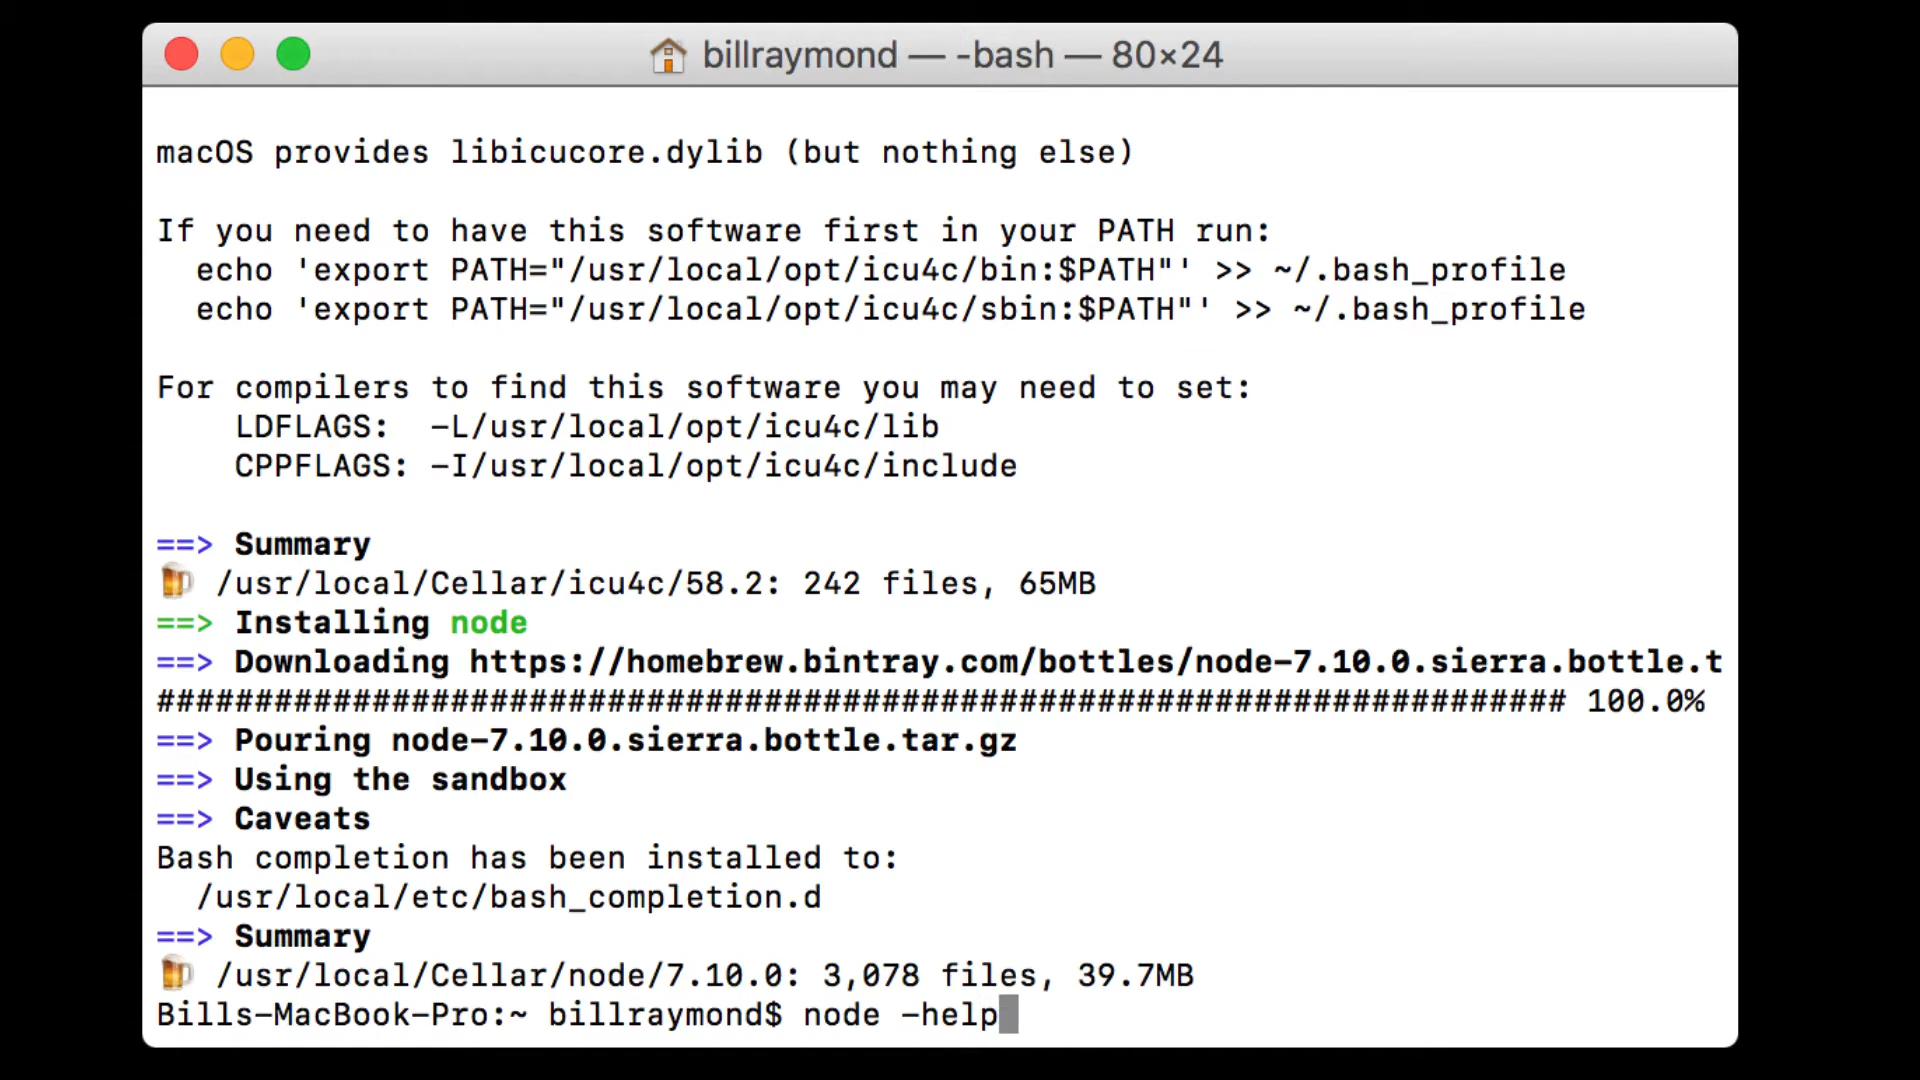 billraymond — -bash — 80×24
macOS provides libicucore.dylib (but nothing else)
If you need to have this software first in your PATH run:
  echo 'export PATH="/usr/local/opt/icu4c/bin:$PATH"' >> ~/.bash_profile
  echo 'export PATH="/usr/local/opt/icu4c/sbin:$PATH"' >> ~/.bash_profile
For compilers to find this software you may need to set:
    LDFLAGS:  -L/usr/local/opt/icu4c/lib
    CPPFLAGS: -I/usr/local/opt/icu4c/include
==> Summary
/usr/local/Cellar/icu4c/58.2: 242 files, 65MB
==> Installing node
==> Downloading https://homebrew.bintray.com/bottles/node-7.10.0.sierra.bottle.t
######################################################################## 100.0%
==> Pouring node-7.10.0.sierra.bottle.tar.gz
==> Using the sandbox
==> Caveats
Bash completion has been installed to:
  /usr/local/etc/bash_completion.d
==> Summary
/usr/local/Cellar/node/7.10.0: 3,078 files, 39.7MB
Bills-MacBook-Pro:~ billraymond$ node -help